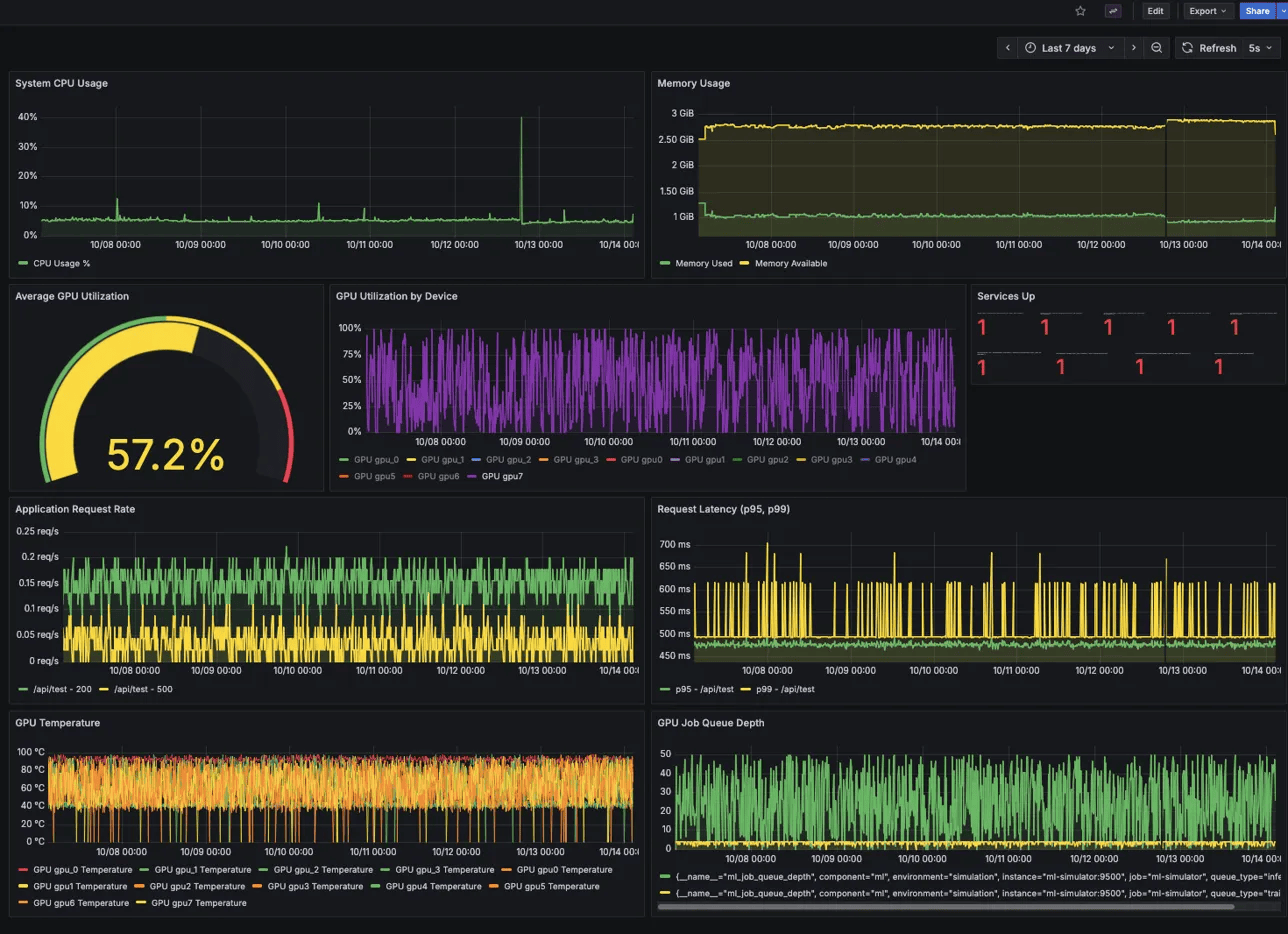 Edit Export Share
Last 7 days Refresh 5s
System CPU Usage
40%
30%
20%
10%
0%
10/08 00:00 10/09 00:00 10/10 00:00 10/11 00:00 10/12 00:00 10/13 00:00 10/14 00:
CPU Usage %
Memory Usage
3 GiB
2.50 GiB
2 GiB
1.50 GiB
1 GiB
10/08 00:00 10/09 00:00 10/10 00:00 10/11 00:00 10/12 00:00 10/13 00:00 10/14 00:
Memory Used Memory Available
Average GPU Utilization
57.2%
GPU Utilization by Device
100%
75%
50%
25%
0%
10/08 00:00 10/09 00:00 10/10 00:00 10/11 00:00 10/12 00:00 10/13 00:00 10/14 00:
GPU gpu_0 GPU gpu_1 GPU gpu_2 GPU gpu_3 GPU gpu0 GPU gpu1 GPU gpu2 GPU gpu3 GPU gpu4
GPU gpu5 GPU gpu6 GPU gpu7
Services Up
1 1 1 1 1
1 1 1 1
Application Request Rate
0.25 req/s
0.2 req/s
0.15 req/s
0.1 req/s
0.05 req/s
0 req/s
10/08 00:00 10/09 00:00 10/10 00:00 10/11 00:00 10/12 00:00 10/13 00:00 10/14 00:
/api/test - 200 /api/test - 500
Request Latency (p95, p99)
700 ms
650 ms
600 ms
550 ms
500 ms
450 ms
10/08 00:00 10/09 00:00 10/10 00:00 10/11 00:00 10/12 00:00 10/13 00:00 10/14 00:
p95 - /api/test p99 - /api/test
GPU Temperature
100 °C
80 °C
60 °C
40 °C
20 °C
0 °C
10/08 00:00 10/09 00:00 10/10 00:00 10/11 00:00 10/12 00:00 10/13 00:00 10/14 00:
GPU gpu_0 Temperature GPU gpu_1 Temperature GPU gpu_2 Temperature GPU gpu_3 Temperature GPU gpu0 Temperature
GPU gpu1 Temperature GPU gpu2 Temperature GPU gpu3 Temperature GPU gpu4 Temperature GPU gpu5 Temperature
GPU gpu6 Temperature GPU gpu7 Temperature
GPU Job Queue Depth
50
40
30
20
10
0
10/08 00:00 10/09 00:00 10/10 00:00 10/11 00:00 10/12 00:00 10/13 00:00 10/14 00:
{__name__="ml_job_queue_depth", component="ml", environment="simulation", instance="ml-simulator:9500", job="ml-simulator", queue_type="infe
{__name__="ml_job_queue_depth", component="ml", environment="simulation", instance="ml-simulator:9500", job="ml-simulator", queue_type="trai